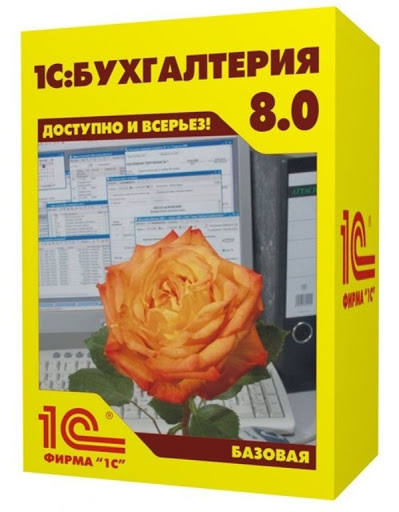 1С:БУХГАЛТЕРИЯ
8.0
ДОСТУПНО И ВСЕРЬЕЗ!
1С®
ФИРМА "1С"
БАЗОВАЯ
1С®
ФИРМА "1С"